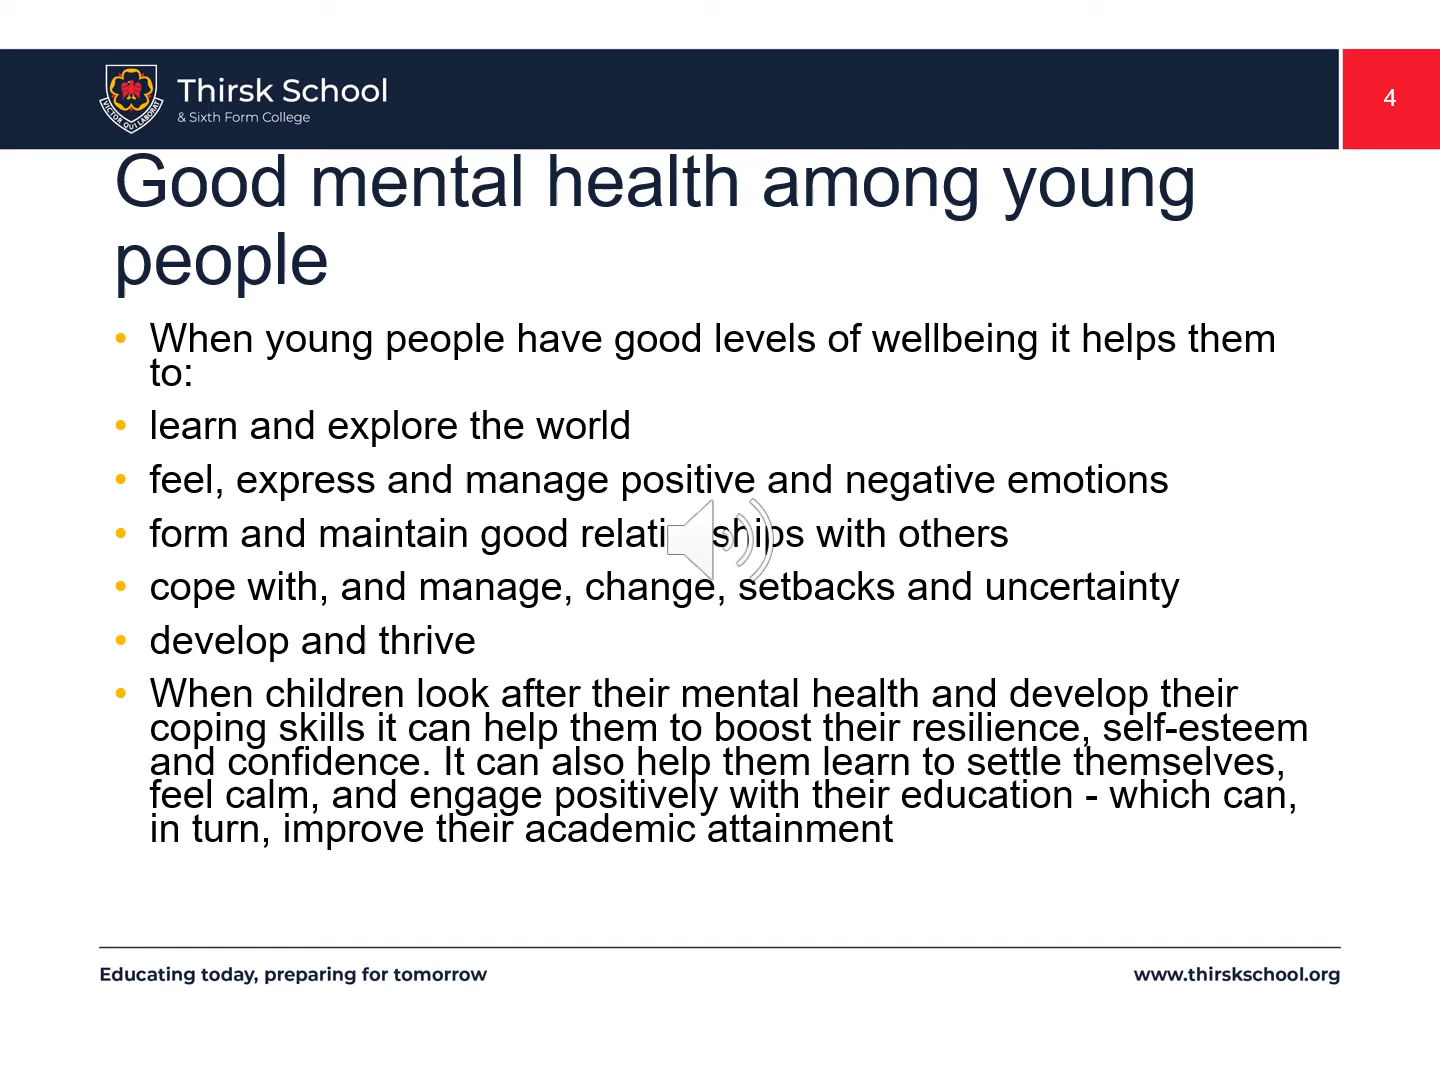 Thirsk School
& Sixth Form College
VICTOR QUI LABORAT
4
Good mental health among young
people
• When young people have good levels of wellbeing it helps them
to:
• learn and explore the world
• feel, express and manage positive and negative emotions
• form and maintain good relationships with others
• cope with, and manage, change, setbacks and uncertainty
• develop and thrive
• When children look after their mental health and develop their
coping skills it can help them to boost their resilience, self-esteem
and confidence. It can also help them learn to settle themselves,
feel calm, and engage positively with their education - which can,
in turn, improve their academic attainment
Educating today, preparing for tomorrow
www.thirskschool.org